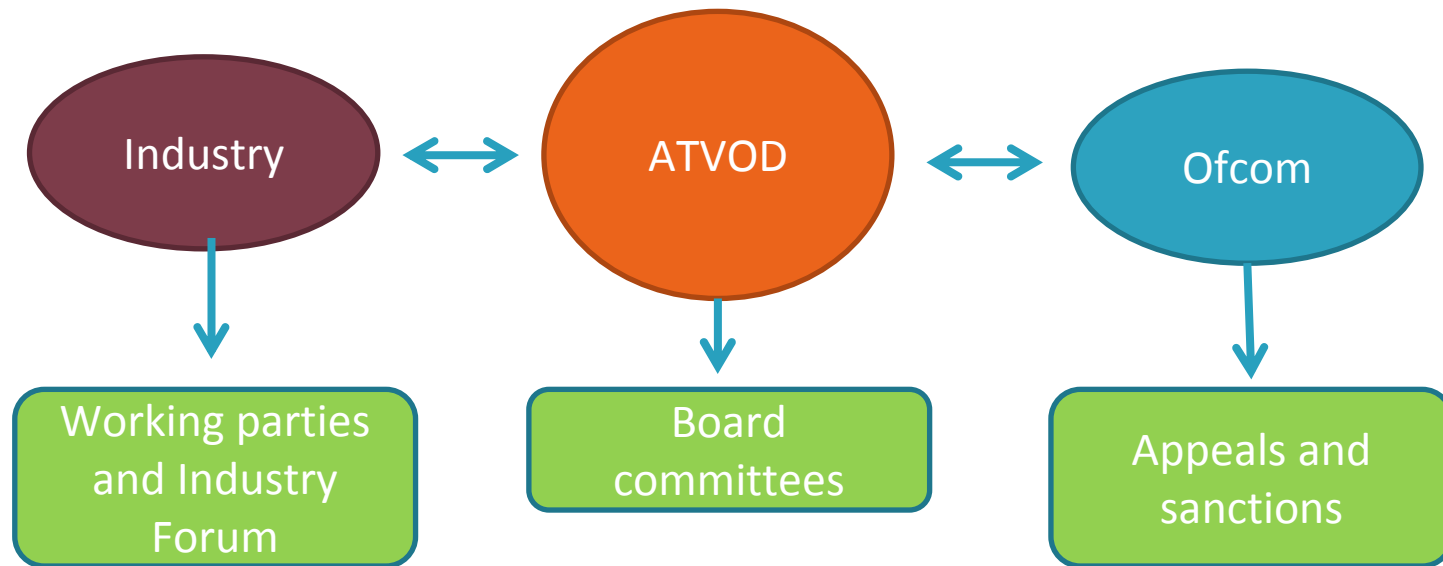 Industry
ATVOD
Ofcom
Working parties
and Industry
Forum
Board
committees
Appeals and
sanctions